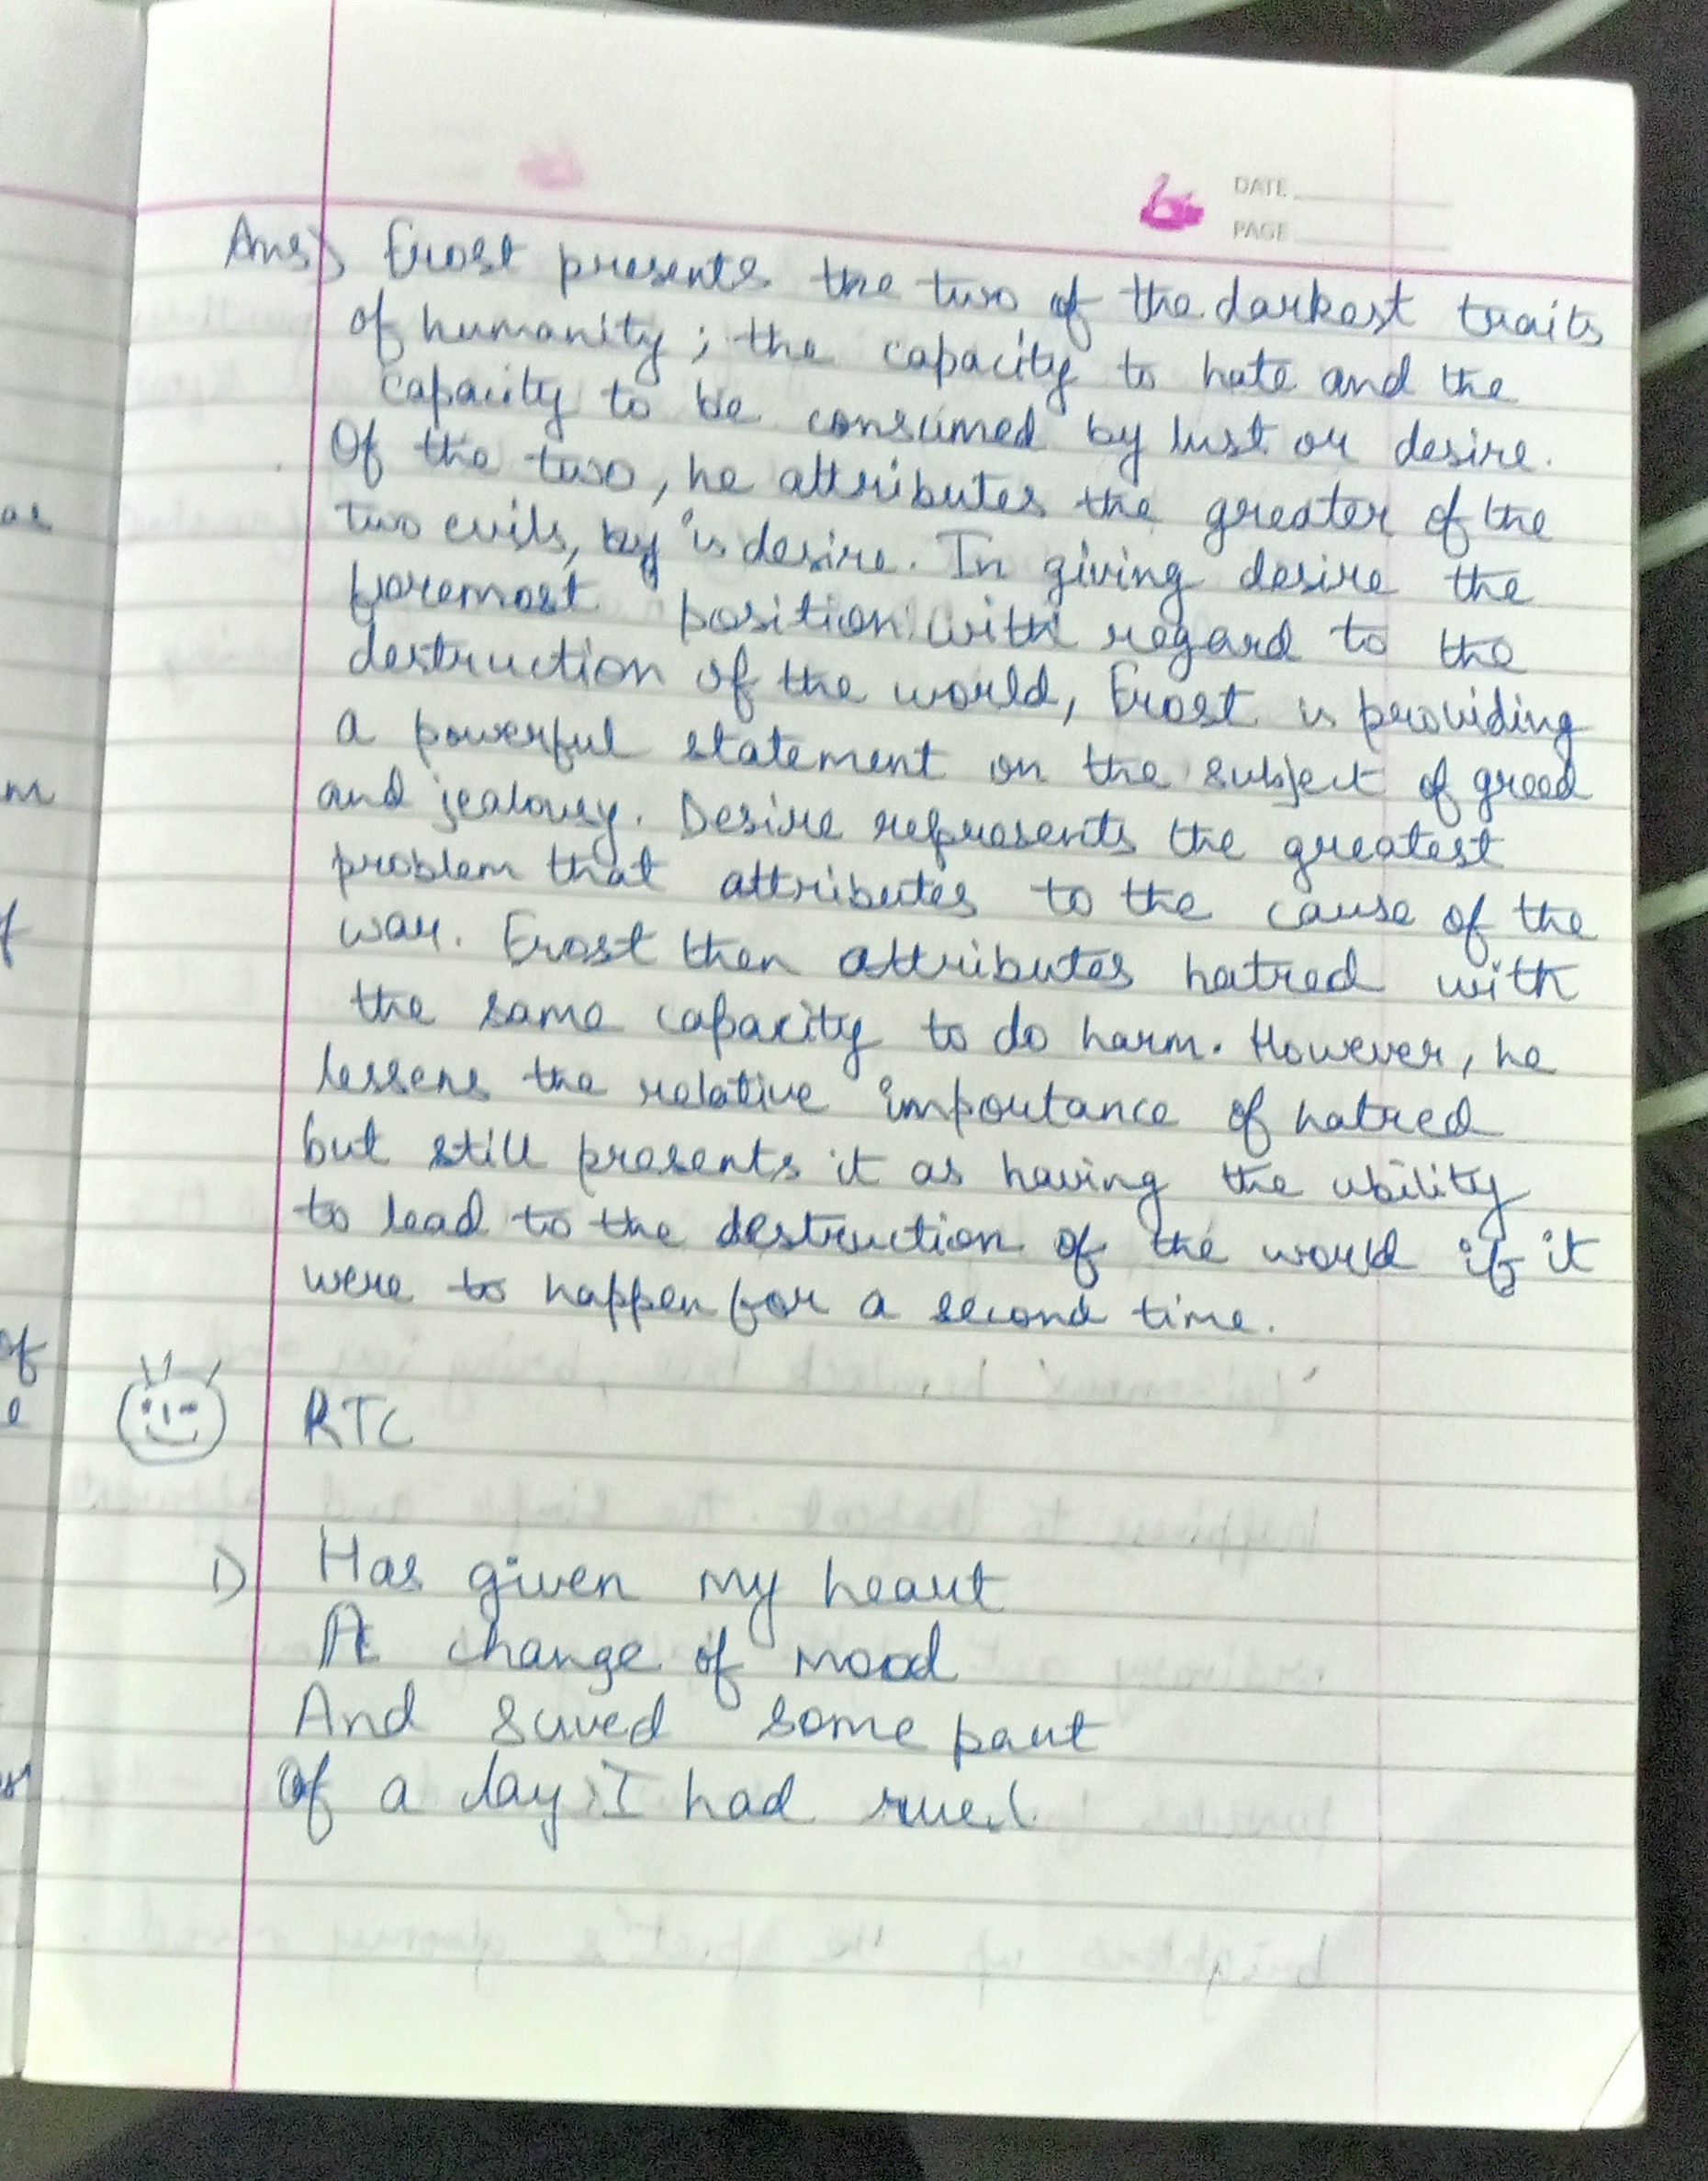 DATE
PAGE
Ans) Frost presents the two of the darkest traits
of humanity; the capacity to hate and the
capacity to be consumed by lust or desire.
Of the two, he attributes the greater of the
two evils, is desire. In giving desire the
foremost position with regard to the
destruction of the world, Frost is providing
a powerful statement on the subject of greed
and jealousy. Desire represents the greatest
problem that attributes to the cause of the
war. Frost then attributes hatred with
the same capacity to do harm. However, he
lessens the relative importance of hatred
but still presents it as having the ability
to lead to the destruction of the world if it
were to happen for a second time.
RTC
1) Has given my heart
A change of mood
And saved some part
Of a day I had rued
as
m
f
of
e